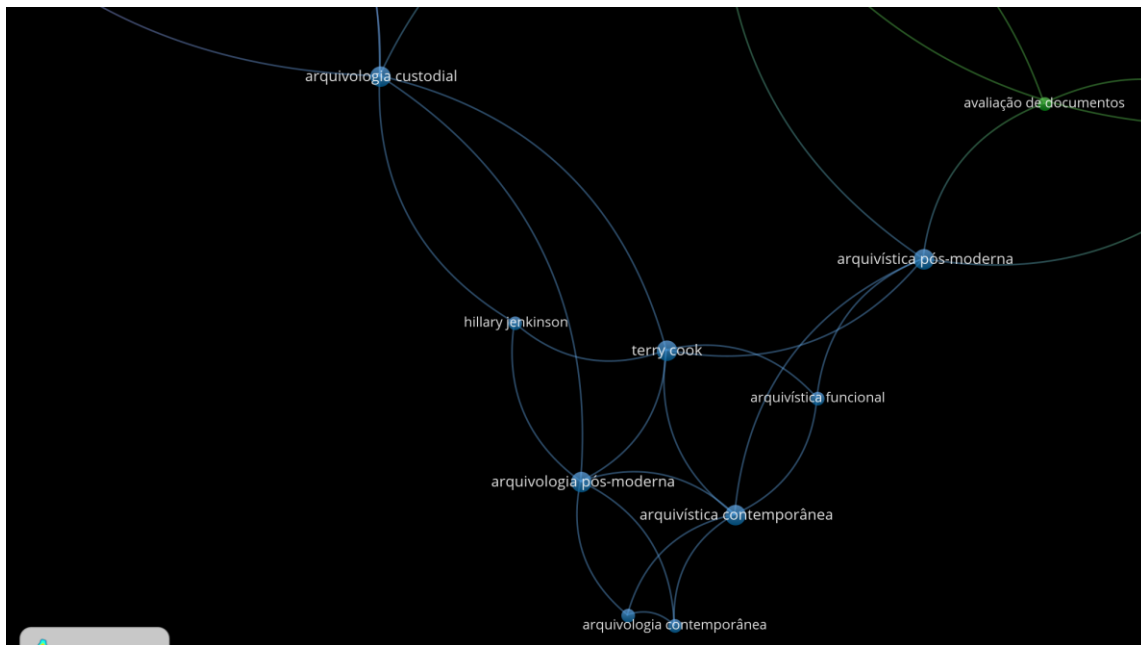 arquivologia custodial
avaliação de documentos
arquivística pós-moderna
hillary jenkinson
terry cook
arquivística funcional
arquivologia pós-moderna
arquivística contemporânea
arquivologia contemporânea